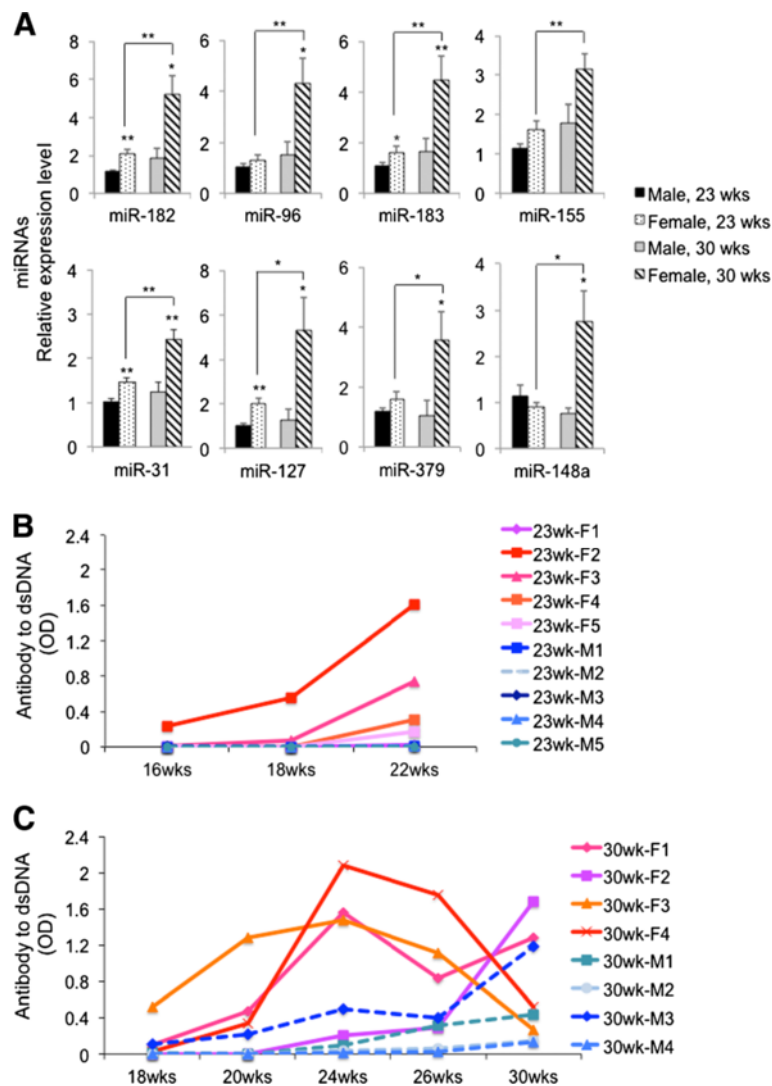 A
** ** ** **
8 6 6 4
* * ** 
6 4 4 3
4 ** * 2
2 2 2 1
0 0 0 0
miR-182 miR-96 miR-183 miR-155
miRNAs
Relative expression level
Male, 23 wks
Female, 23 wks
Male, 30 wks
Female, 30 wks
4 8 6 4
** * * *
3 ** 6 * 4 * 3 *
2 ** 4 ** 2 2
1 2 1
0 0 0 0
miR-31 miR-127 miR-379 miR-148a
B
Antibody to dsDNA
(OD)
2.4
2
1.6
1.2
0.8
0.4
0
16wks 18wks 22wks
23wk-F1
23wk-F2
23wk-F3
23wk-F4
23wk-F5
23wk-M1
23wk-M2
23wk-M3
23wk-M4
23wk-M5
C
Antibody to dsDNA
(OD)
2.4
2
1.6
1.2
0.8
0.4
0
18wks 20wks 24wks 26wks 30wks
30wk-F1
30wk-F2
30wk-F3
30wk-F4
30wk-M1
30wk-M2
30wk-M3
30wk-M4